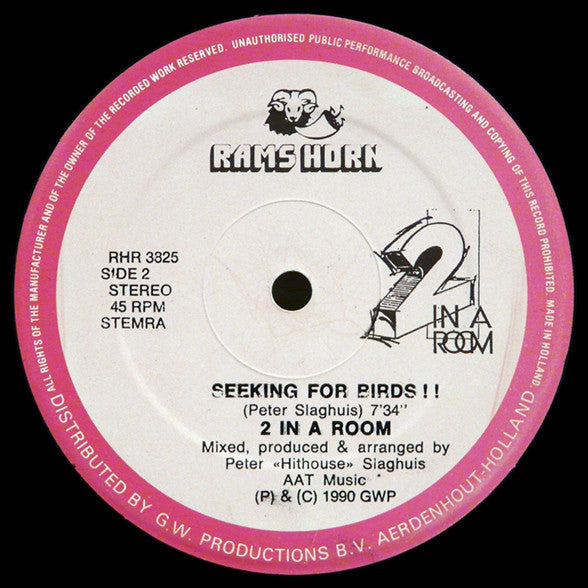 ALL RIGHTS OF THE MANUFACTURER AND OF THE OWNER OF THE RECORDED WORK RESERVED. UNAUTHORISED PUBLIC PERFORMANCE BROADCASTING AND COPYING OF THIS RECORD PROHIBITED. MADE IN HOLLAND.
RAMS HORN
RHR 3825
SIDE 2
STEREO
45 RPM
STEMRA
2
IN A
ROOM
SEEKING FOR BIRDS ! !
(Peter Slaghuis) 7'34''
2 IN A ROOM
Mixed, produced & arranged by
Peter «Hithouse» Slaghuis
AAT Music
(P) & (C) 1990 GWP
DISTRIBUTED BY G.W. PRODUCTIONS B.V. AERDENHOUT-HOLLAND